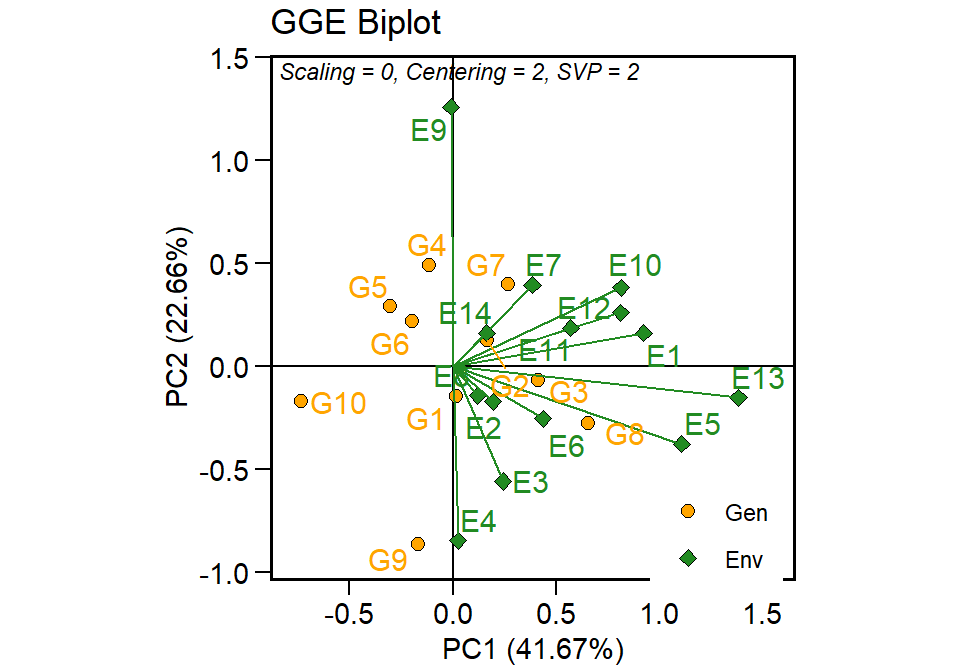 GGE Biplot
Scaling = 0, Centering = 2, SVP = 2
1.5
E9
1.0
G4
G7
E7
E10
0.5
G5
E14
E12
G6
E11
E1
0.0
E13
G2
G3
G10
G1
E2
E5
G8
E6
-0.5
E3
E4
G9
-1.0
Gen
Env
-0.5
0.0
0.5
1.0
1.5
PC1 (41.67%)
PC2 (22.66%)